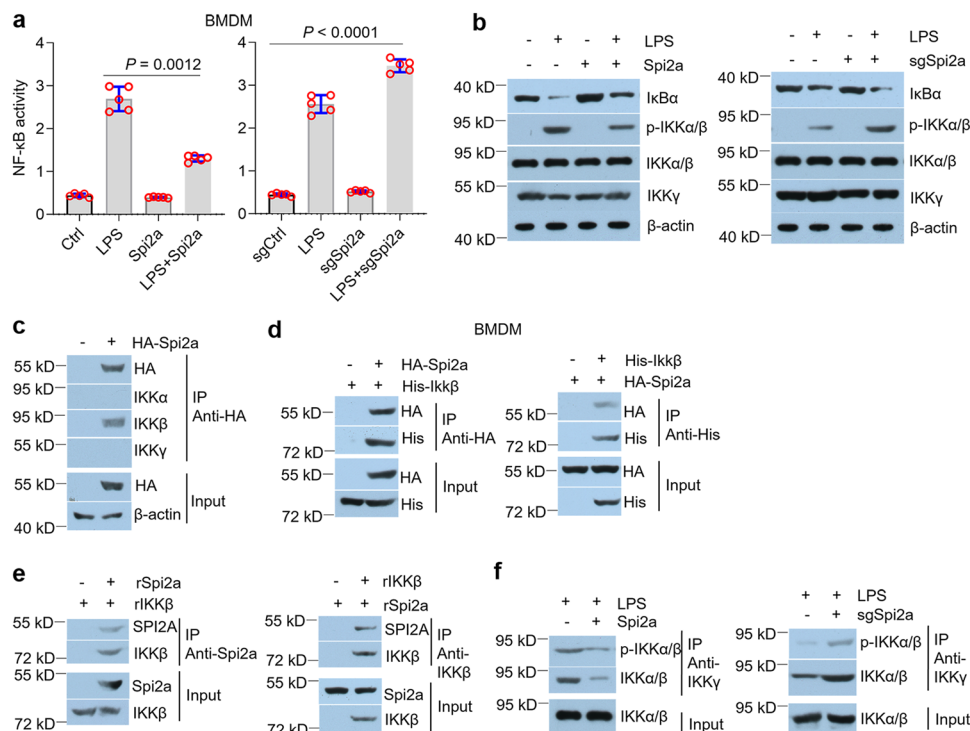 a
BMDM
NF-κB activity
4
3
2
1
0
P = 0.0012
Ctrl
LPS
Spi2a
LPS+Spi2a
4
3
2
1
0
P < 0.0001
sgCtrl
LPS
sgSpi2a
LPS+sgSpi2a
b
- + - + LPS
- - + + Spi2a
40 kD IκBα
95 kD p-IKKα/β
95 kD IKKα/β
55 kD IKKγ
40 kD β-actin
- + - + LPS
- - + + sgSpi2a
40 kD IκBα
95 kD p-IKKα/β
95 kD IKKα/β
55 kD IKKγ
40 kD β-actin
c
- + HA-Spi2a
55 kD HA
95 kD IKKα
95 kD IKKβ
55 kD IKKγ
IP
Anti-HA
55 kD HA
40 kD β-actin
Input
d
BMDM
- + HA-Spi2a
+ + His-Ikkβ
55 kD HA
72 kD His
IP
Anti-HA
55 kD HA
72 kD His
Input
- + His-Ikkβ
+ + HA-Spi2a
55 kD HA
72 kD His
IP
Anti-His
55 kD HA
72 kD His
Input
e
- + rSpi2a
+ + rIKKβ
55 kD SPI2A
72 kD IKKβ
IP
Anti-Spi2a
55 kD Spi2a
72 kD IKKβ
Input
- + rIKKβ
+ + rSpi2a
55 kD SPI2A
72 kD IKKβ
IP
Anti-
IKKβ
55 kD Spi2a
72 kD IKKβ
Input
f
+ + LPS
- + Spi2a
95 kD p-IKKα/β
95 kD IKKα/β
IP
Anti-
IKKγ
95 kD IKKα/β
Input
+ + LPS
- + sgSpi2a
95 kD p-IKKα/β
95 kD IKKα/β
IP
Anti-
IKKγ
95 kD IKKα/β
Input